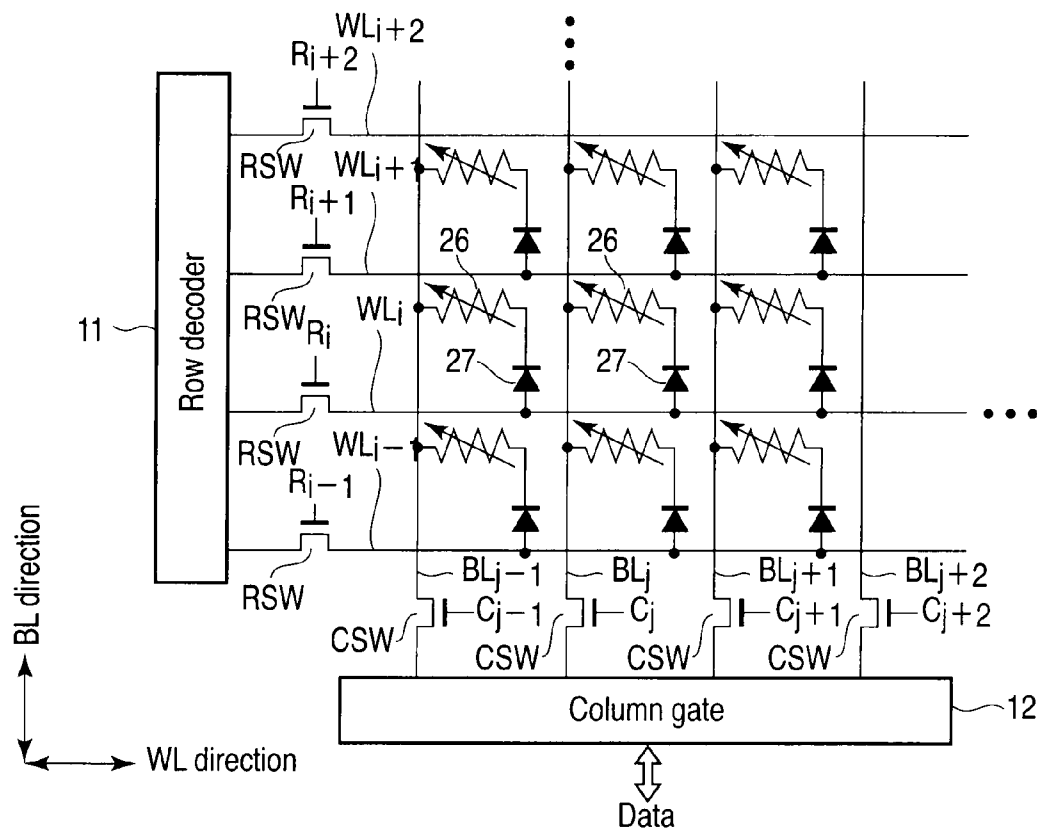 WLi+2
Ri+2
RSW
WLi+1
Ri+1
26
26
RSW
Ri
WLi
11
Row decoder
27
27
RSW
WLi−1
Ri−1
RSW
BLj−1
BLj
BLj+1
BLj+2
Cj−1
Cj
Cj+1
Cj+2
CSW
CSW
CSW
CSW
BL direction
Column gate
12
WL direction
Data